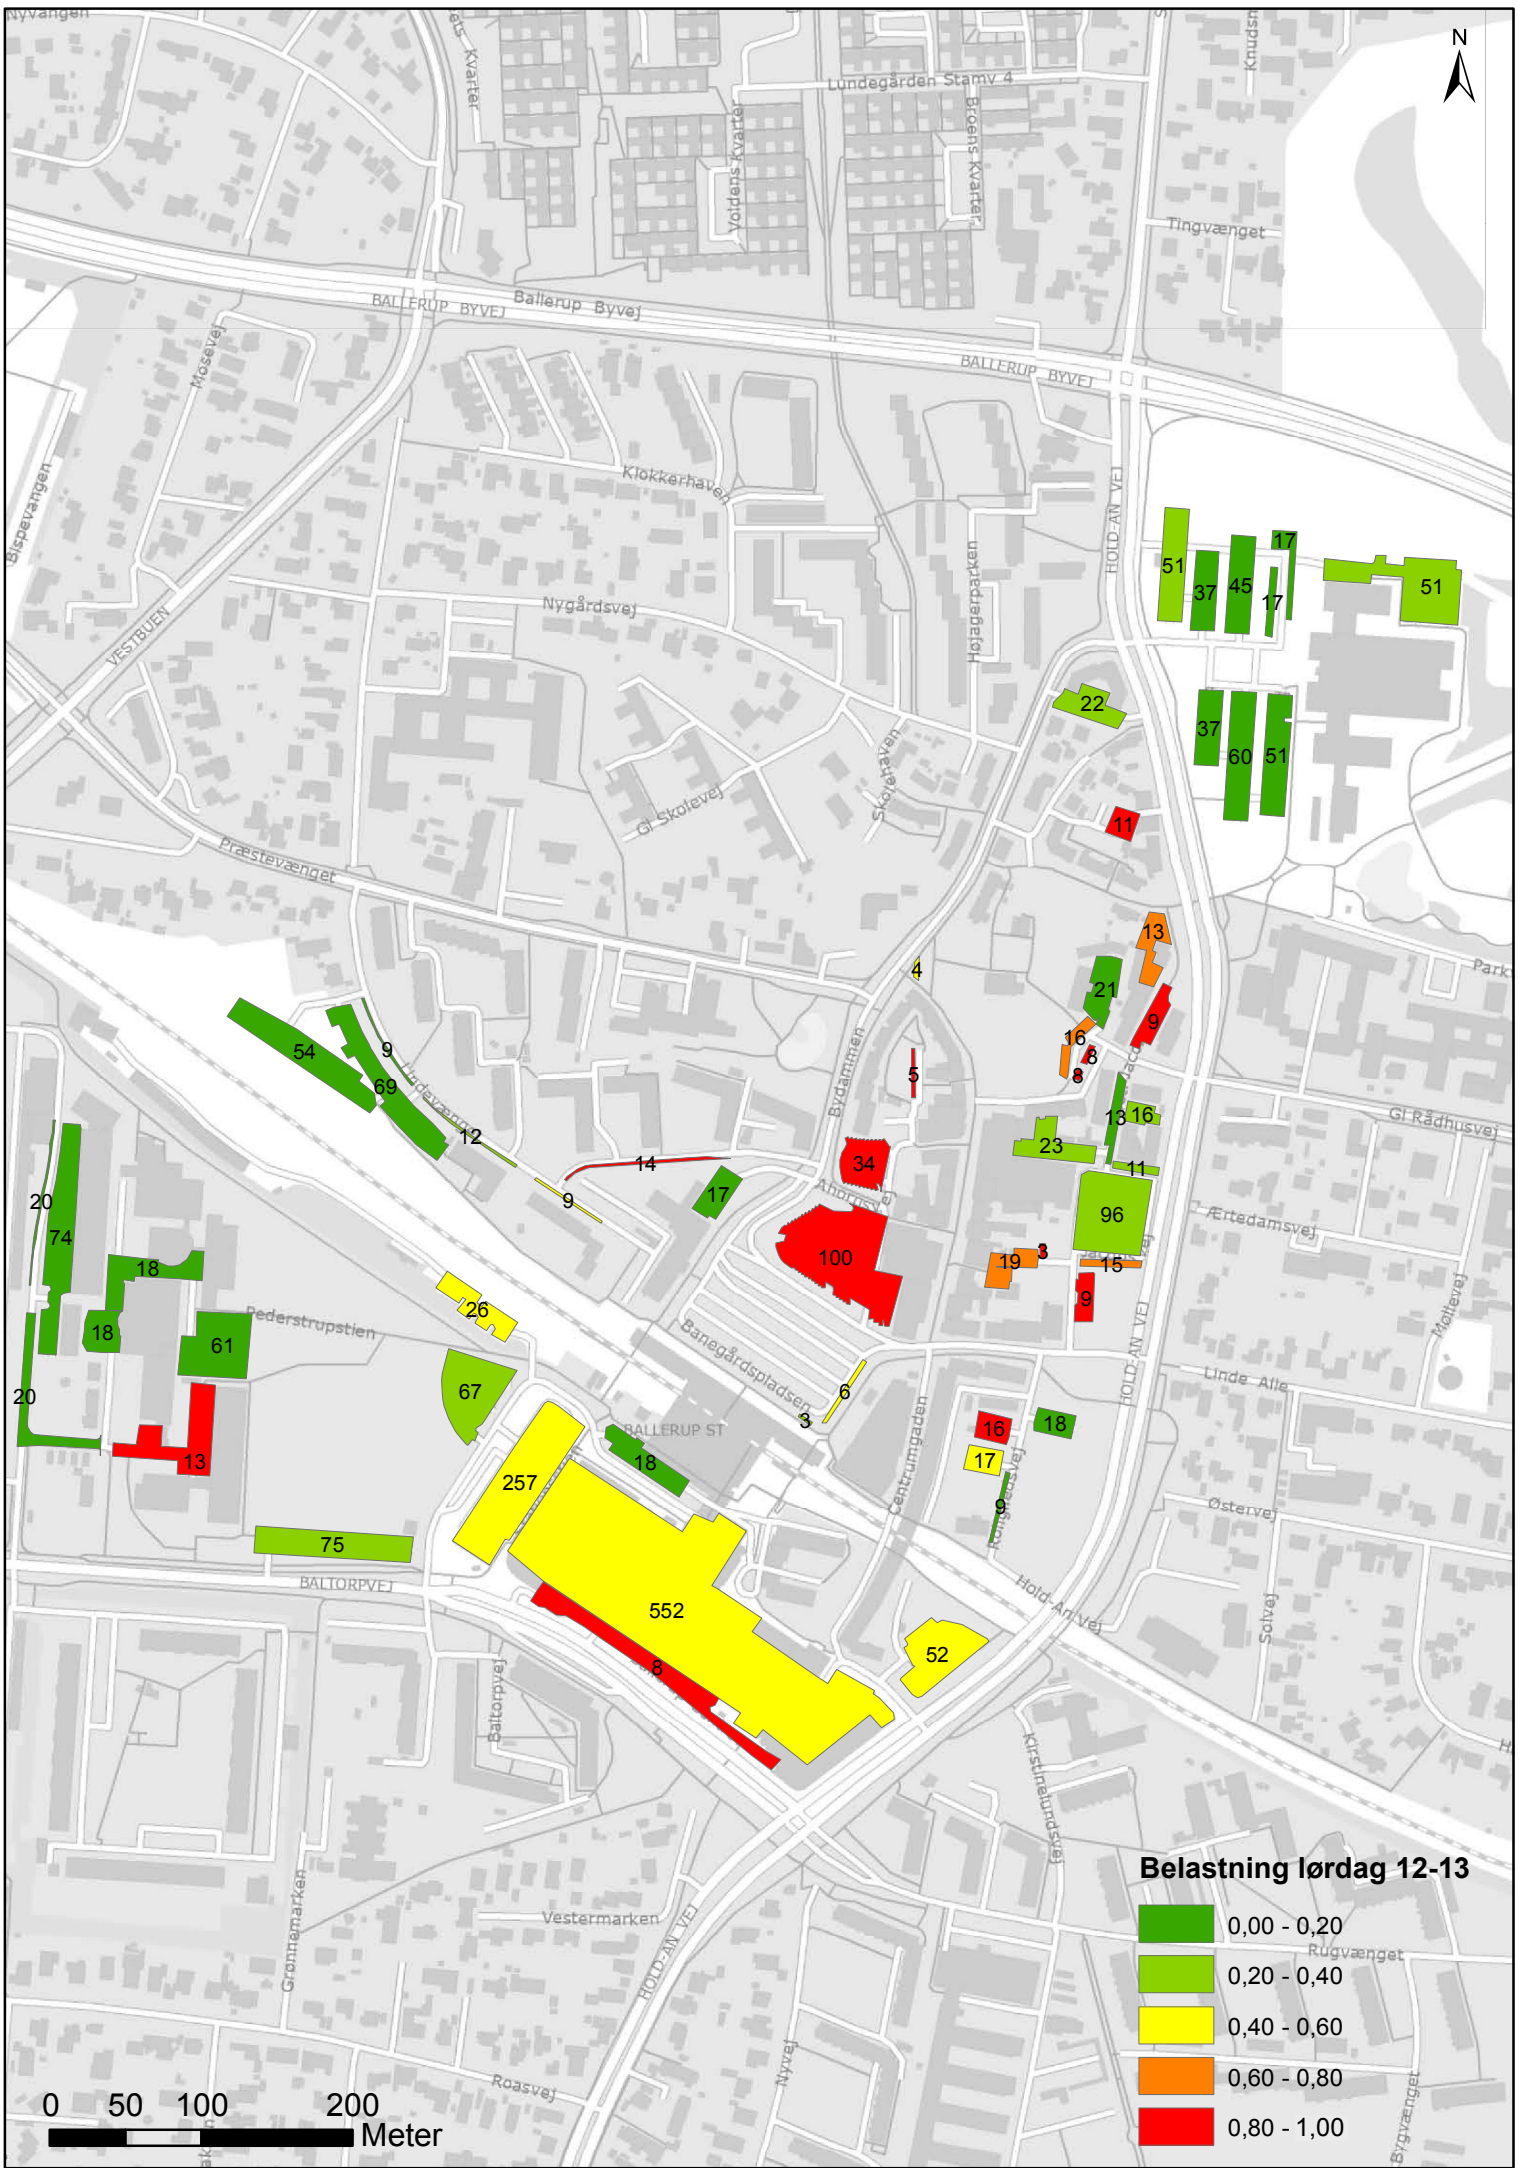 Nyvangen
N
Kvarter
Lundegården Stamv 4
Voldens Kvarter
Broens Kvarter
Tingvænget
BALLERUP BYVEJ
Ballerup Byvej
BALLERUP BYVEJ
Mosevej
Bispevangen
Klokkerhaven
HOLD-AN VEJ
Højagerparken
51
37
45
17
17
51
Nygårdsvej
VESTBUEN
22
37
60
51
Skolehaven
Gl Skolevej
11
Præstevænget
13
4
21
9
16
8
8
54
9
69
Lindevænget
12
Bydammen
5
13
16
Gl Rådhusvej
23
11
14
34
17
9
Ahornsvej
96
Ærtedamsvej
20
74
18
100
19
3
15
9
18
61
Pederstrupstien
26
Banegårdspladsen
6
3
67
Møllevej
HOLD-AN VEJ
Linde Alle
20
13
BALLERUP ST
18
257
Centrumgaden
16
18
17
9
Østervej
75
BALTORPVEJ
552
Hold-An Vej
Solvej
52
8
Baltorpvej
Kirstinelundsvej
Grønnemarken
Vestermarken
HOLD-AN VEJ
Belastning lørdag 12-13
0,00 - 0,20
0,20 - 0,40
0,40 - 0,60
0,60 - 0,80
0,80 - 1,00
Rugvænget
Nyvej
Roasvej
Bygvænget
0 50 100 200
Meter